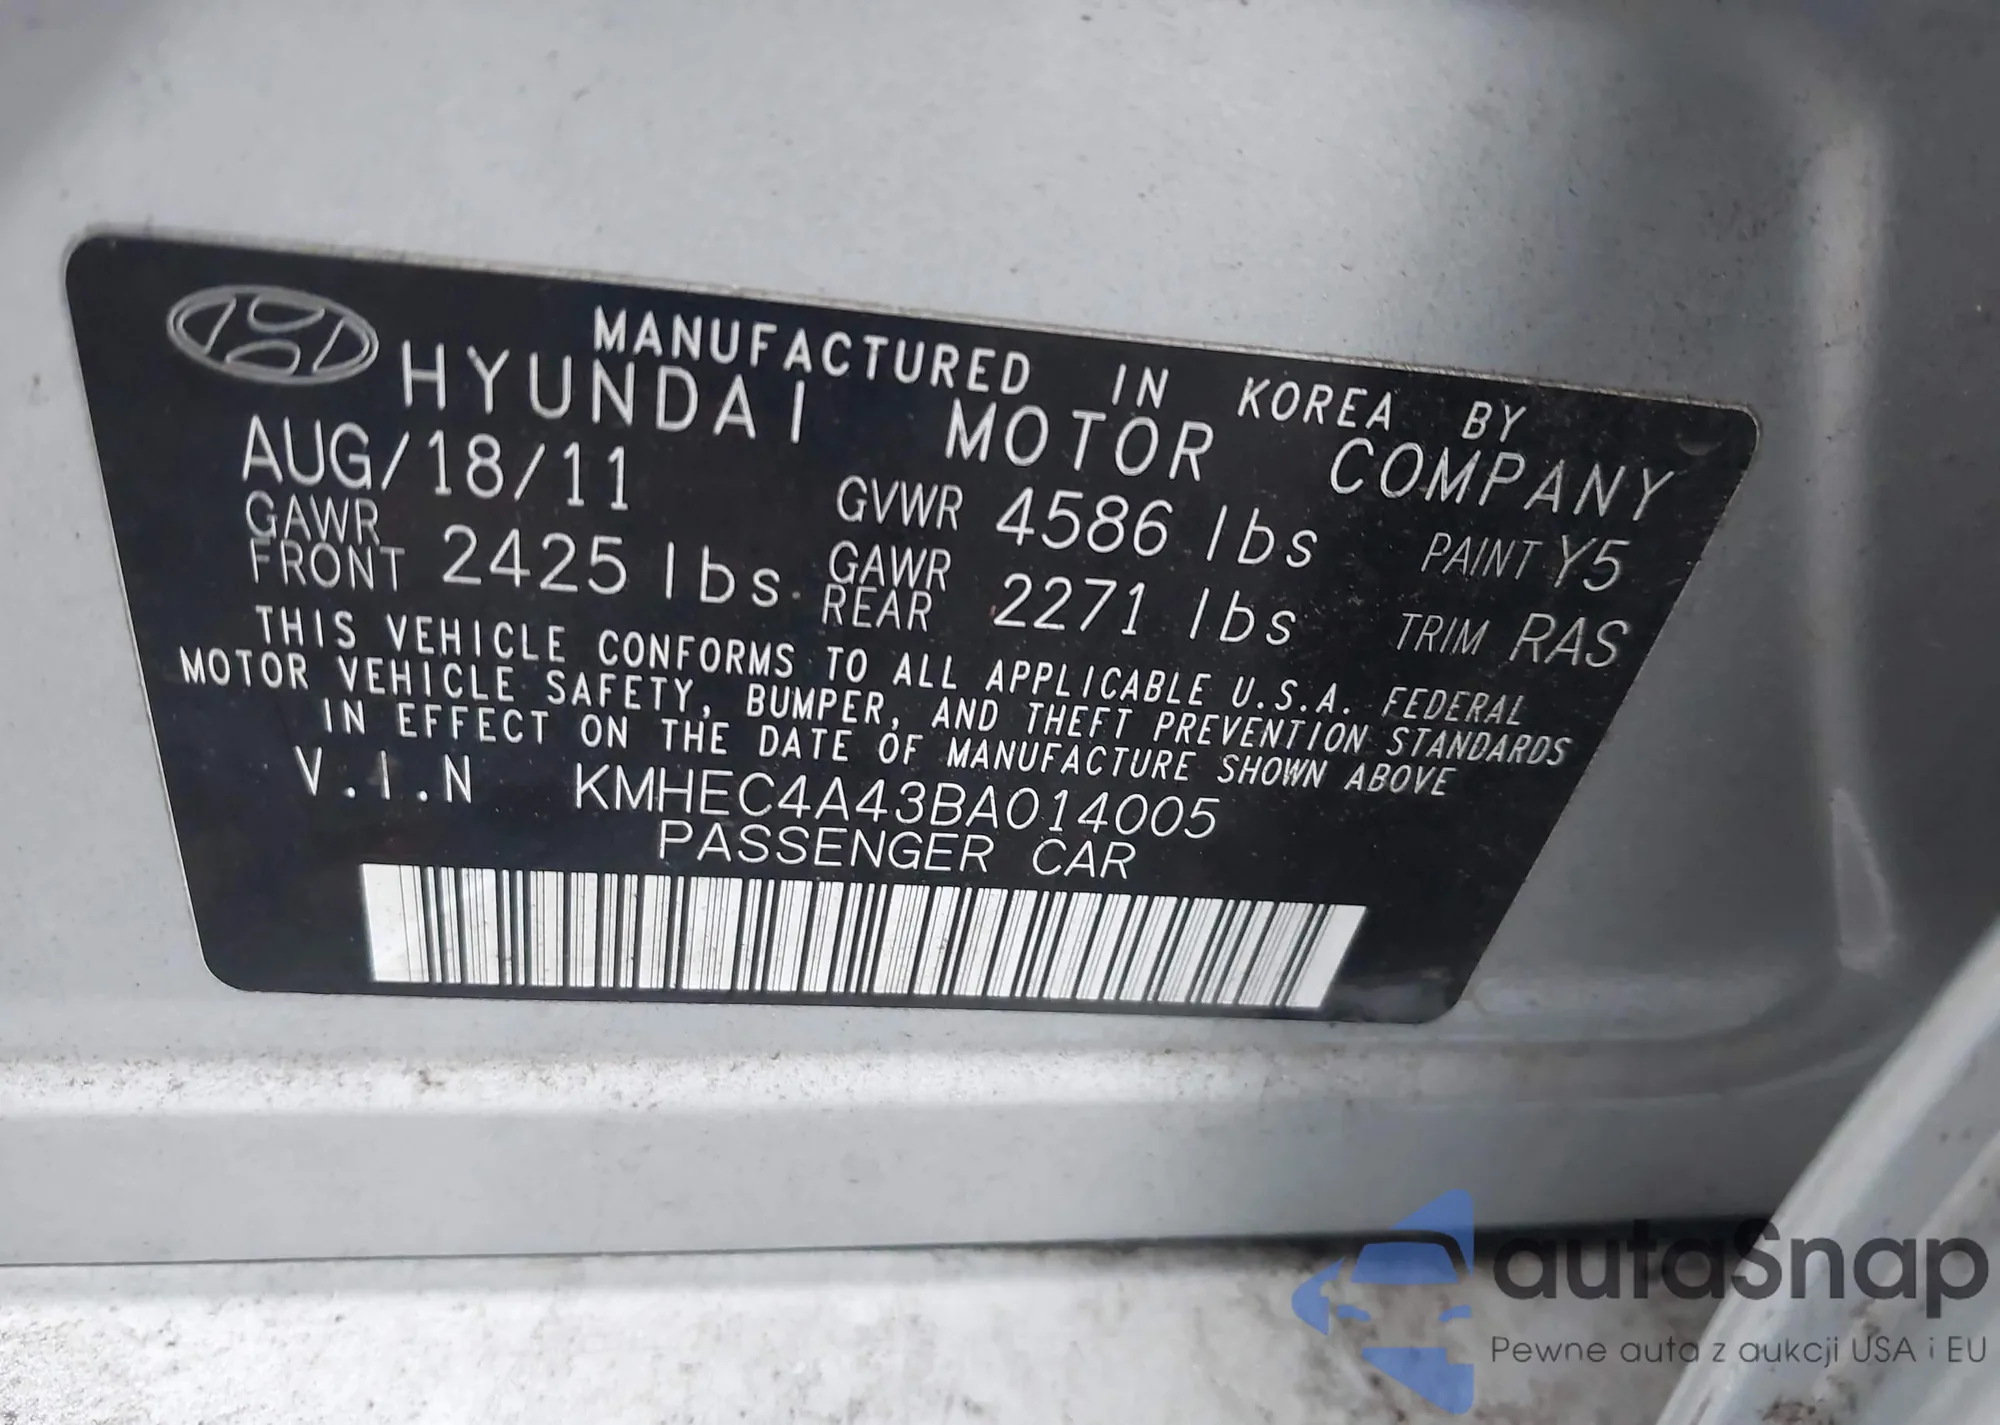 MANUFACTURED IN KOREA BY
HYUNDAI MOTOR COMPANY
AUG/18/11 GVWR 4586 lbs PAINT Y5
GAWR FRONT 2425 lbs GAWR REAR 2271 lbs TRIM RAS
THIS VEHICLE CONFORMS TO ALL APPLICABLE U.S.A. FEDERAL
MOTOR VEHICLE SAFETY, BUMPER, AND THEFT PREVENTION STANDARDS
IN EFFECT ON THE DATE OF MANUFACTURE SHOWN ABOVE
V.I.N KMHEC4A43BA014005
PASSENGER CAR
autaSnap
Pewne auta z aukcji USA i EU